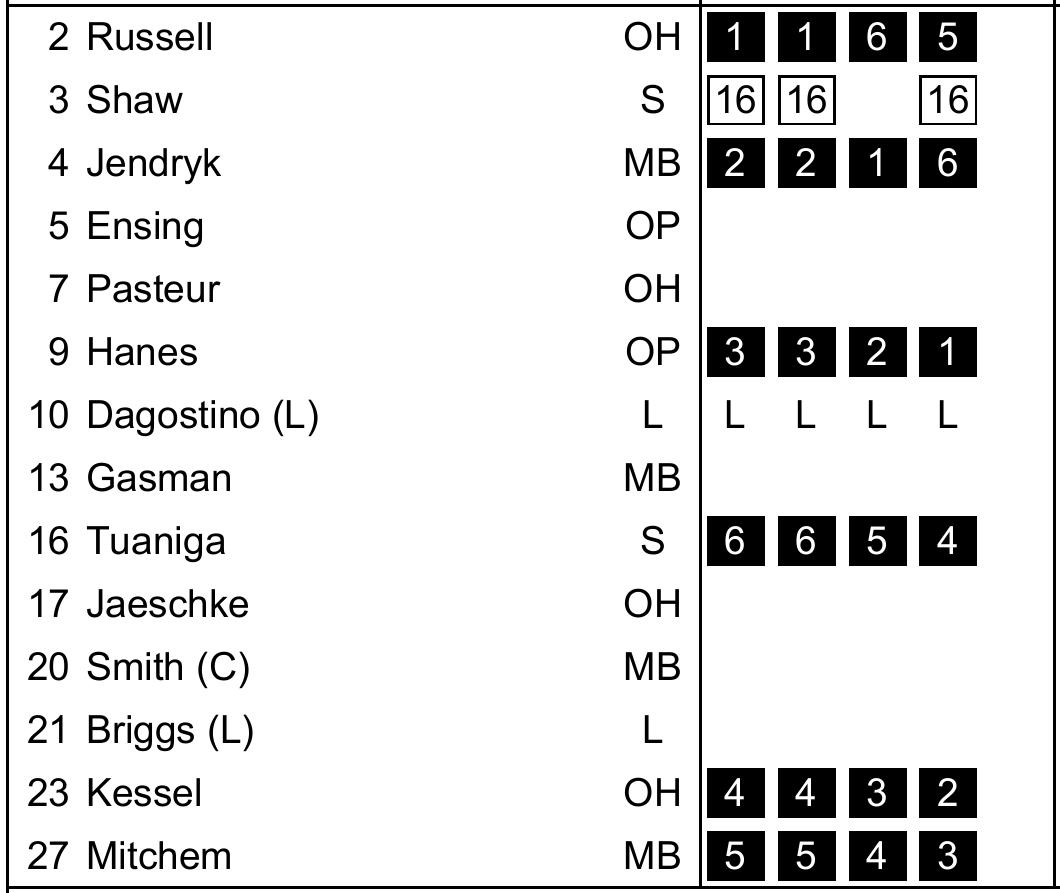 2 Russell OH 1 1 6 5
3 Shaw S 16 16 16
4 Jendryk MB 2 2 1 6
5 Ensing OP
7 Pasteur OH
9 Hanes OP 3 3 2 1
10 Dagostino (L) L L L L L
13 Gasman MB
16 Tuaniga S 6 6 5 4
17 Jaeschke OH
20 Smith (C) MB
21 Briggs (L) L
23 Kessel OH 4 4 3 2
27 Mitchem MB 5 5 4 3